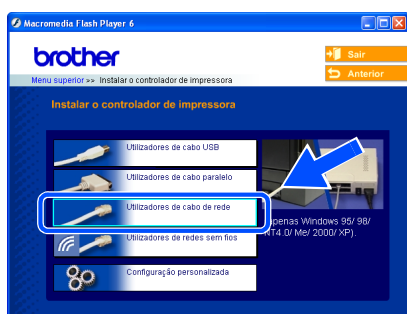 Macromedia Flash Player 6
brother
Sair
Anterior
Menu superior >> Instalar o controlador de impressora
Instalar o controlador de impressora
Utilizadores de cabo USB
Utilizadores de cabo paralelo
Utilizadores de cabo de rede
Utilizadores de redes sem fios
Configuração personalizada
penas Windows 95/ 98/
NT4.0/ Me/ 2000/ XP).